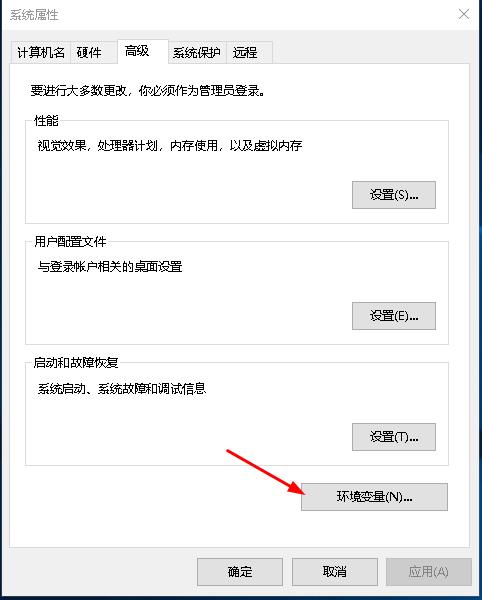 系统属性
计算机名 硬件 高级 系统保护 远程
要进行大多数更改，你必须作为管理员登录。
性能
视觉效果，处理器计划，内存使用，以及虚拟内存
设置(S)...
用户配置文件
与登录帐户相关的桌面设置
设置(E)...
启动和故障恢复
系统启动、系统故障和调试信息
设置(T)...
环境变量(N)...
确定 取消 应用(A)